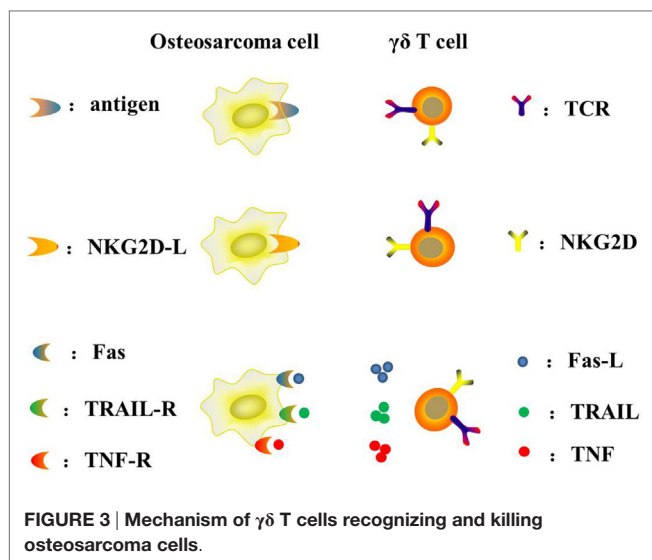 Osteosarcoma cell γδ T cell
: antigen : TCR
: NKG2D-L : NKG2D
: Fas : Fas-L
: TRAIL-R : TRAIL
: TNF-R : TNF
FIGURE 3 | Mechanism of γδ T cells recognizing and killing
osteosarcoma cells.